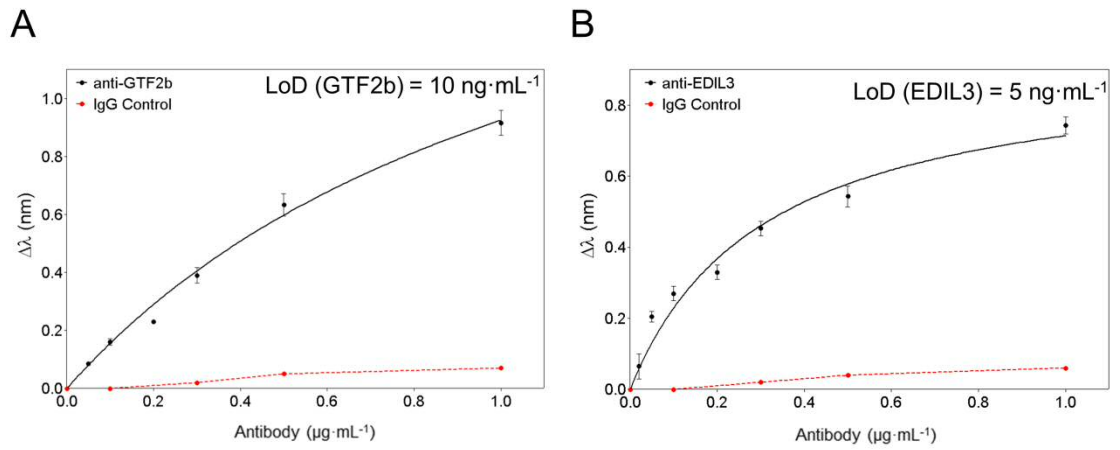 A
anti-GTF2b
IgG Control
LoD (GTF2b) = 10 ng·mL⁻¹
1.0
0.8
0.6
0.4
0.2
0.0
Δλ (nm)
0.0 0.2 0.4 0.6 0.8 1.0
Antibody (µg·mL⁻¹)
B
anti-EDIL3
IgG Control
LoD (EDIL3) = 5 ng·mL⁻¹
0.8
0.6
0.4
0.2
0.0
Δλ (nm)
0.0 0.2 0.4 0.6 0.8 1.0
Antibody (µg·mL⁻¹)